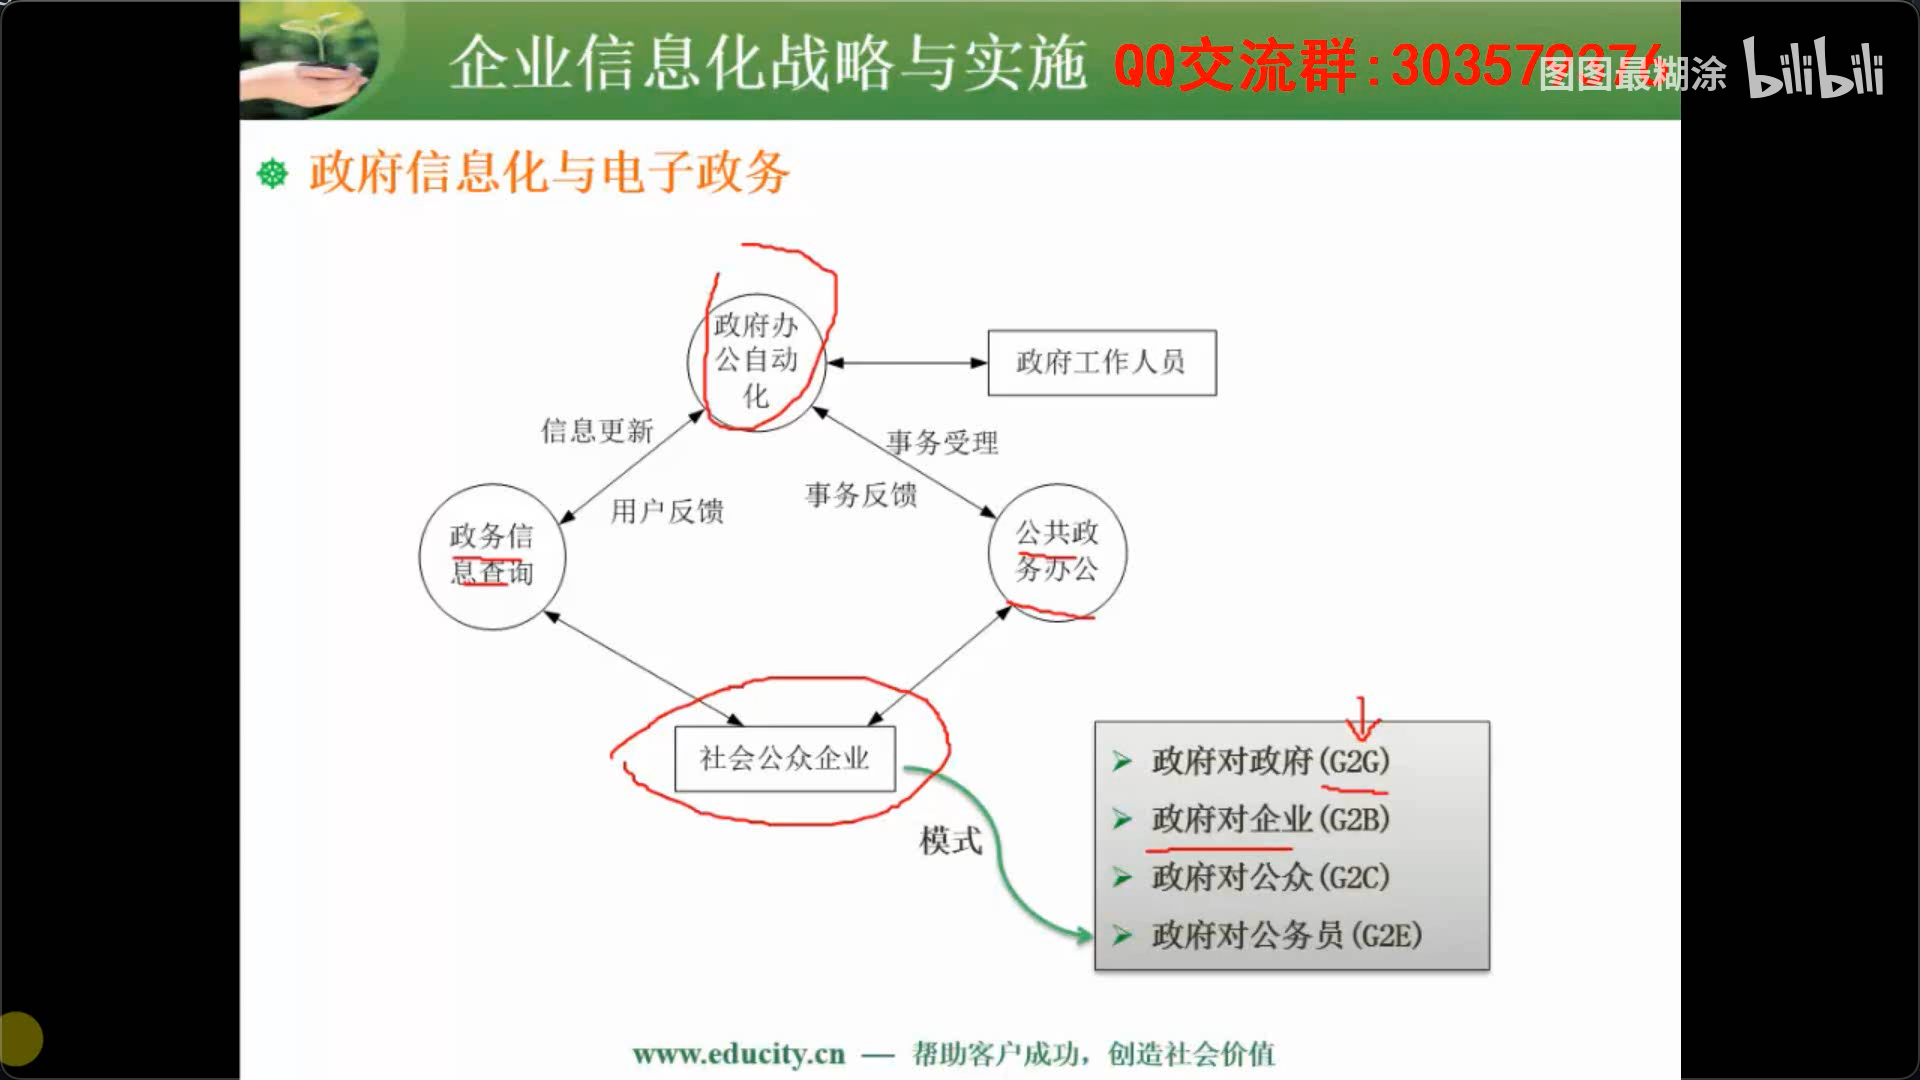 企业信息化战略与实施
QQ交流群:303579376
图图最糊涂 bilibili
政府信息化与电子政务
政府办
公自动
化
政府工作人员
信息更新
事务受理
用户反馈
事务反馈
政务信
息查询
公共政
务办公
社会公众企业
模式
政府对政府(G2G)
政府对企业(G2B)
政府对公众(G2C)
政府对公务员(G2E)
www.educity.cn — 帮助客户成功，创造社会价值